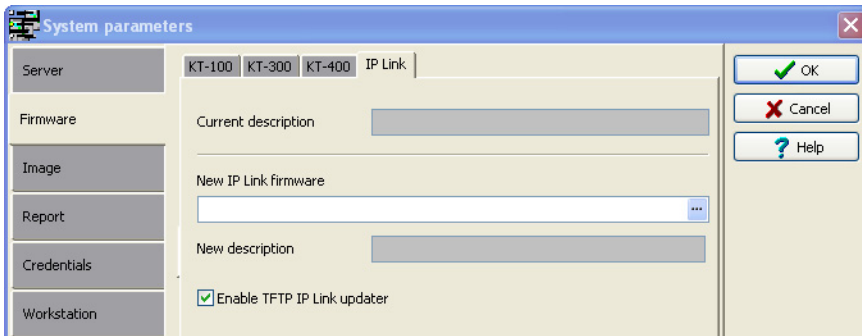 System parameters
Server
Firmware
Image
Report
Credentials
Workstation
KT-100 KT-300 KT-400 IP Link
Current description
New IP Link firmware
...
New description
Enable TFTP IP Link updater
OK
Cancel
? Help